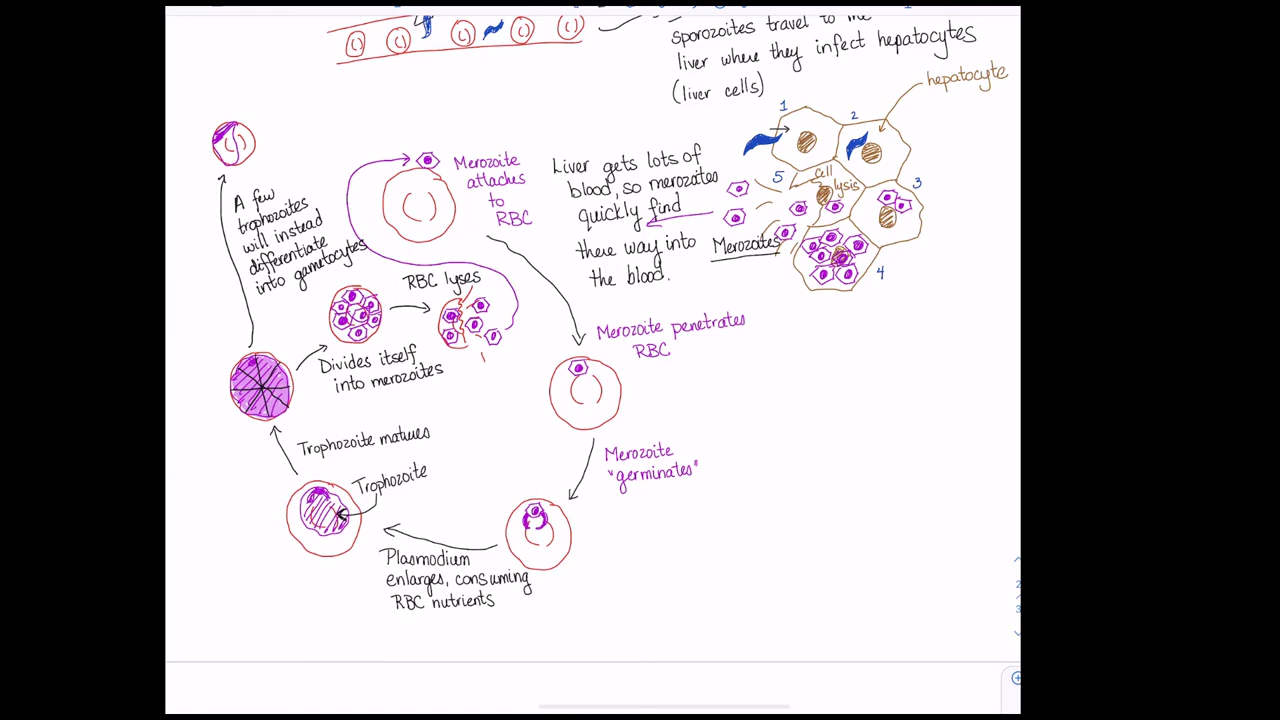 sporozoites travel to the
liver where they infect hepatocytes
(liver cells)
hepatocyte
1
2
3
4
5
cell
lysis
Merozoites
Liver gets lots of
blood, so merozoites
quickly find
there way into
the blood.
Merozoite
attaches
to
RBC
Merozoite penetrates
RBC
Merozoite
"germinates"
Plasmodium
enlarges, consuming
RBC nutrients
Trophozoite
Trophozoite matures
Divides itself
into merozoites
RBC lyses
A few
trophozoites
will instead
differentiate
into gametocytes